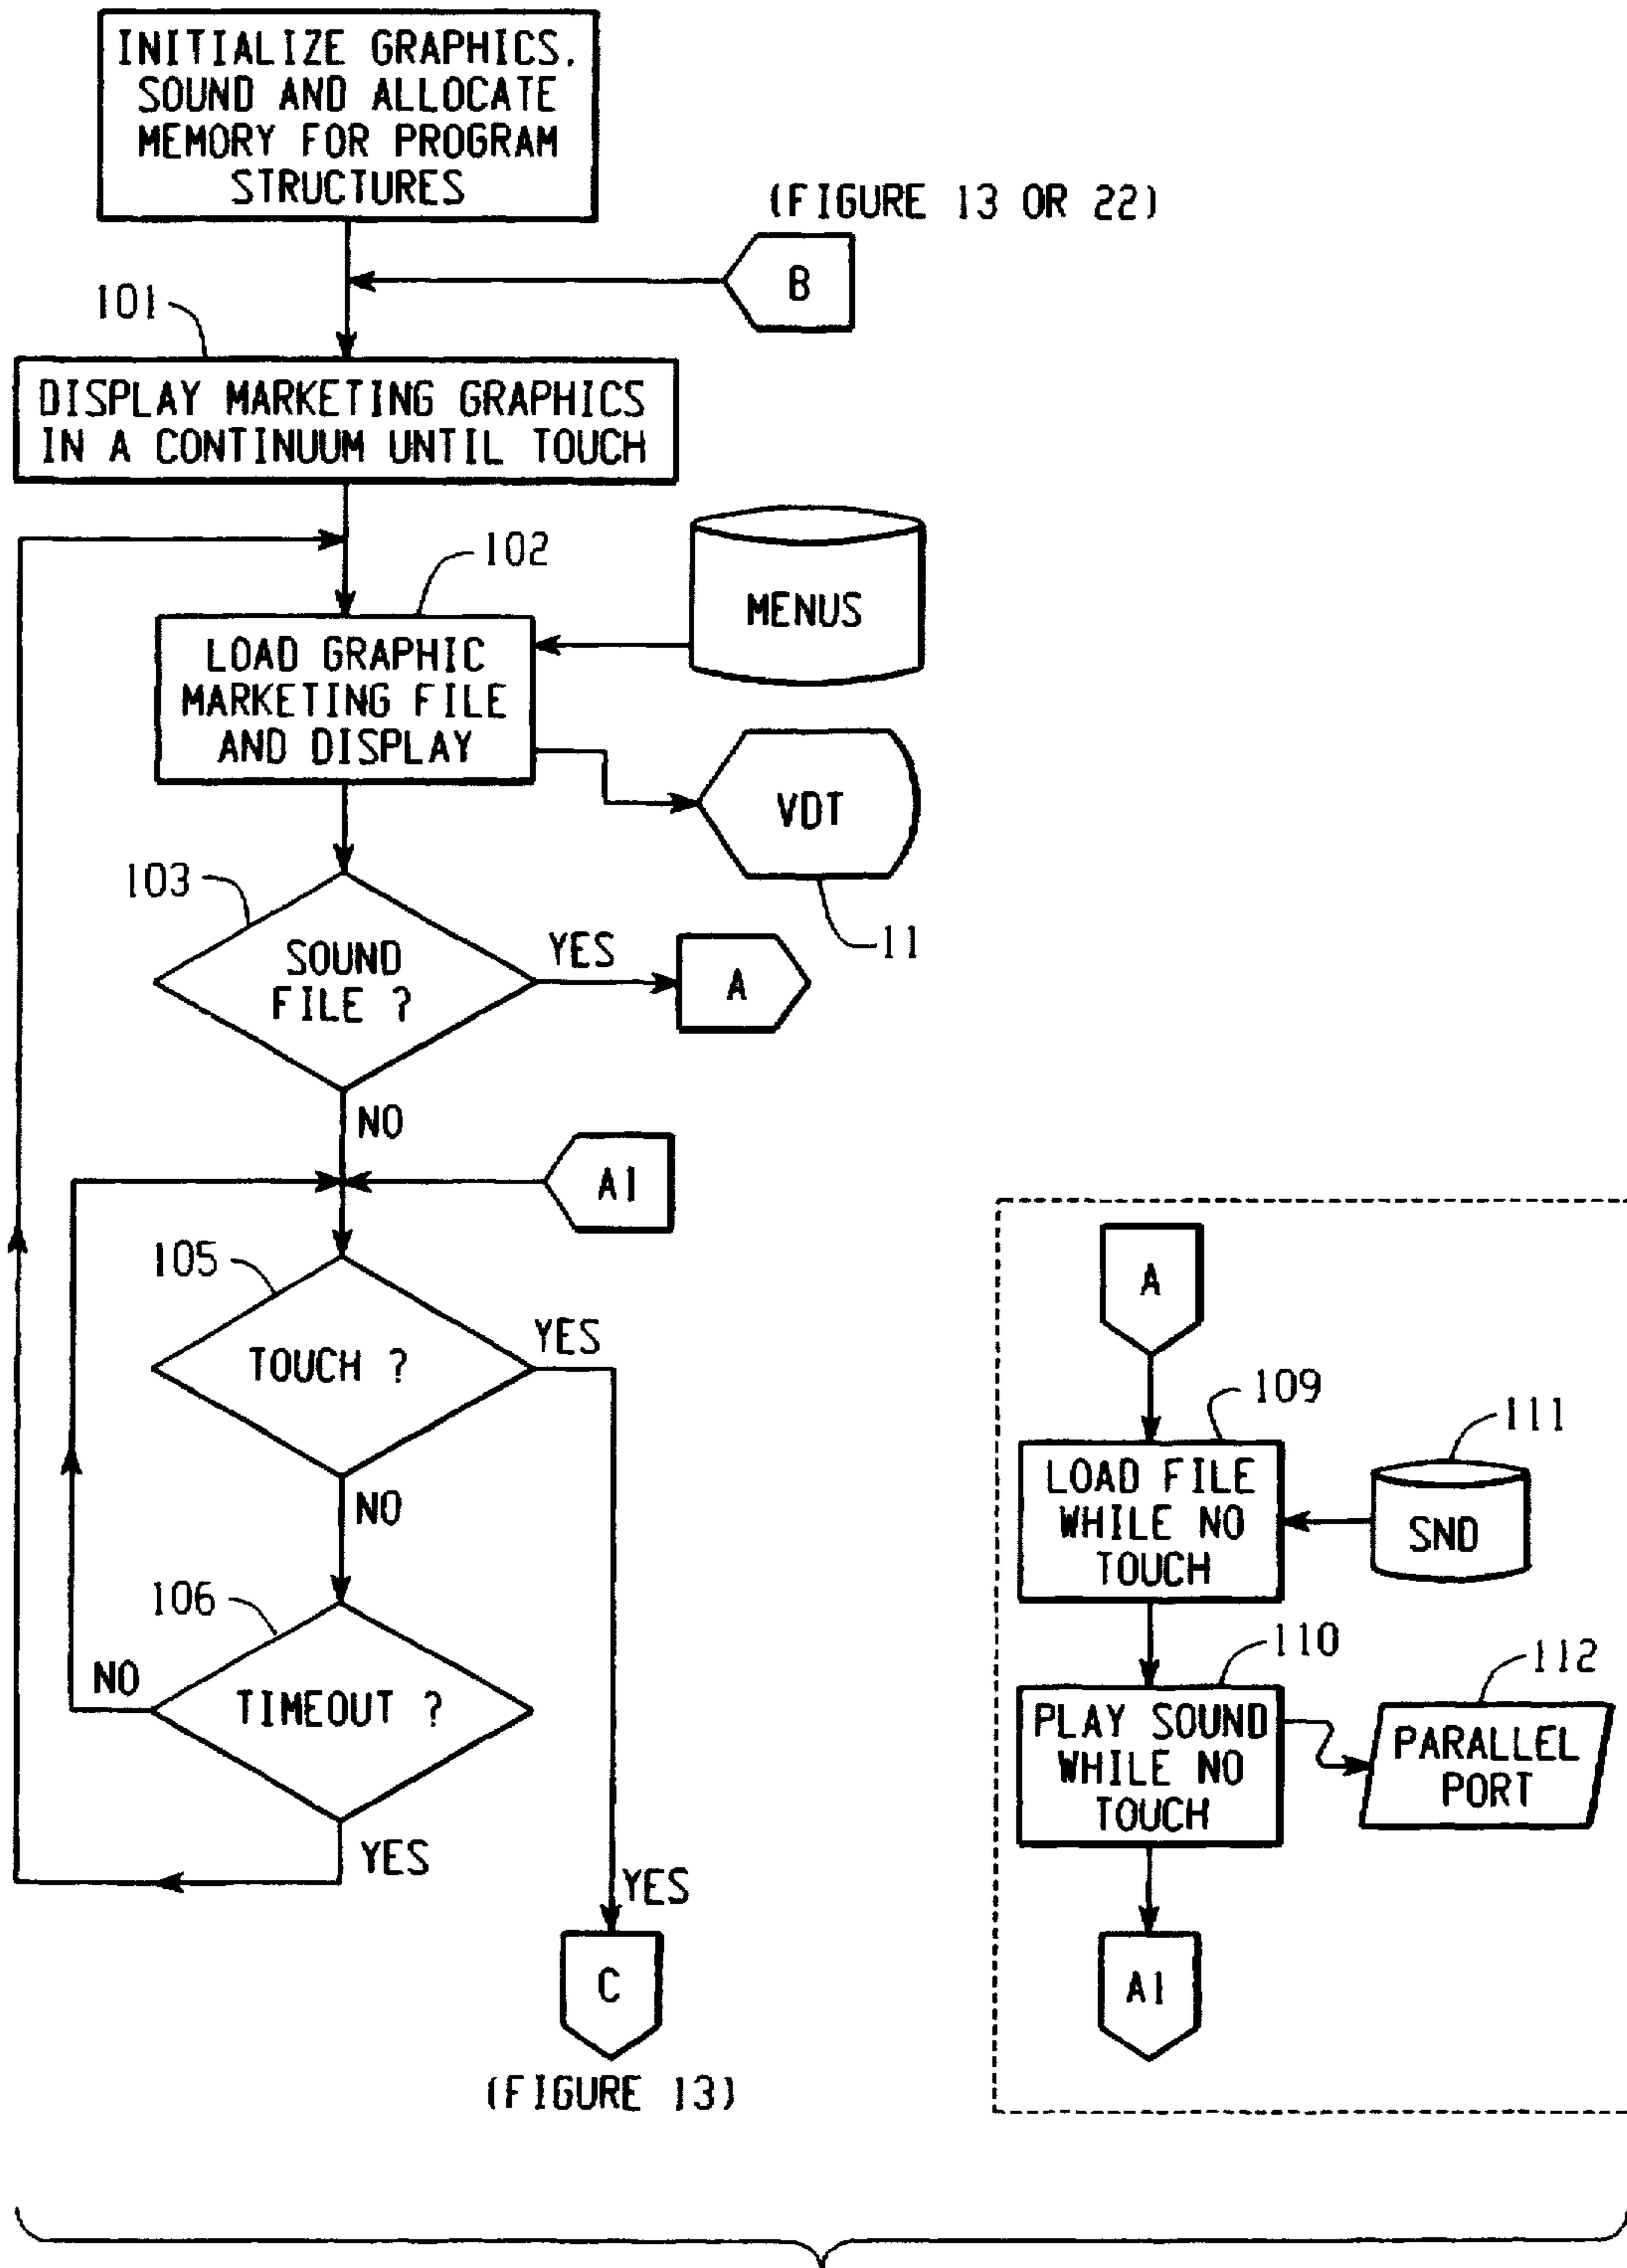 INITIALIZE GRAPHICS,
SOUND AND ALLOCATE
MEMORY FOR PROGRAM
STRUCTURES
(FIGURE 13 OR 22)
B
101
DISPLAY MARKETING GRAPHICS
IN A CONTINUUM UNTIL TOUCH
102
MENUS
LOAD GRAPHIC
MARKETING FILE
AND DISPLAY
VDT
11
103
SOUND
FILE ?
YES
A
NO
A1
105
TOUCH ?
YES
NO
106
TIMEOUT ?
NO
YES
YES
C
(FIGURE 13)
A
109
111
LOAD FILE
WHILE NO
TOUCH
SND
110
112
PLAY SOUND
WHILE NO
TOUCH
PARALLEL
PORT
A1